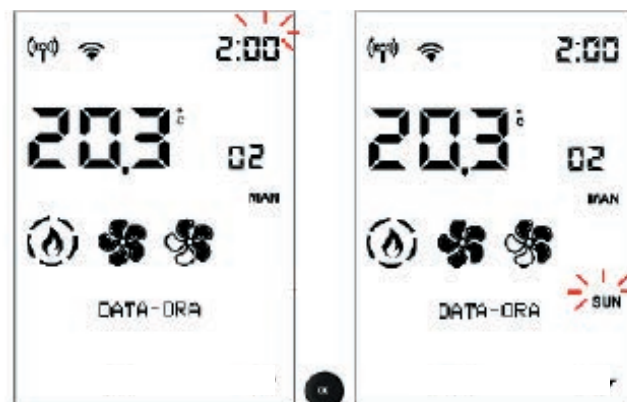 2:00
20.3 °C
02
MAN
DATA-ORA
OK
2:00
20.3 °C
02
MAN
SUN
DATA-ORA